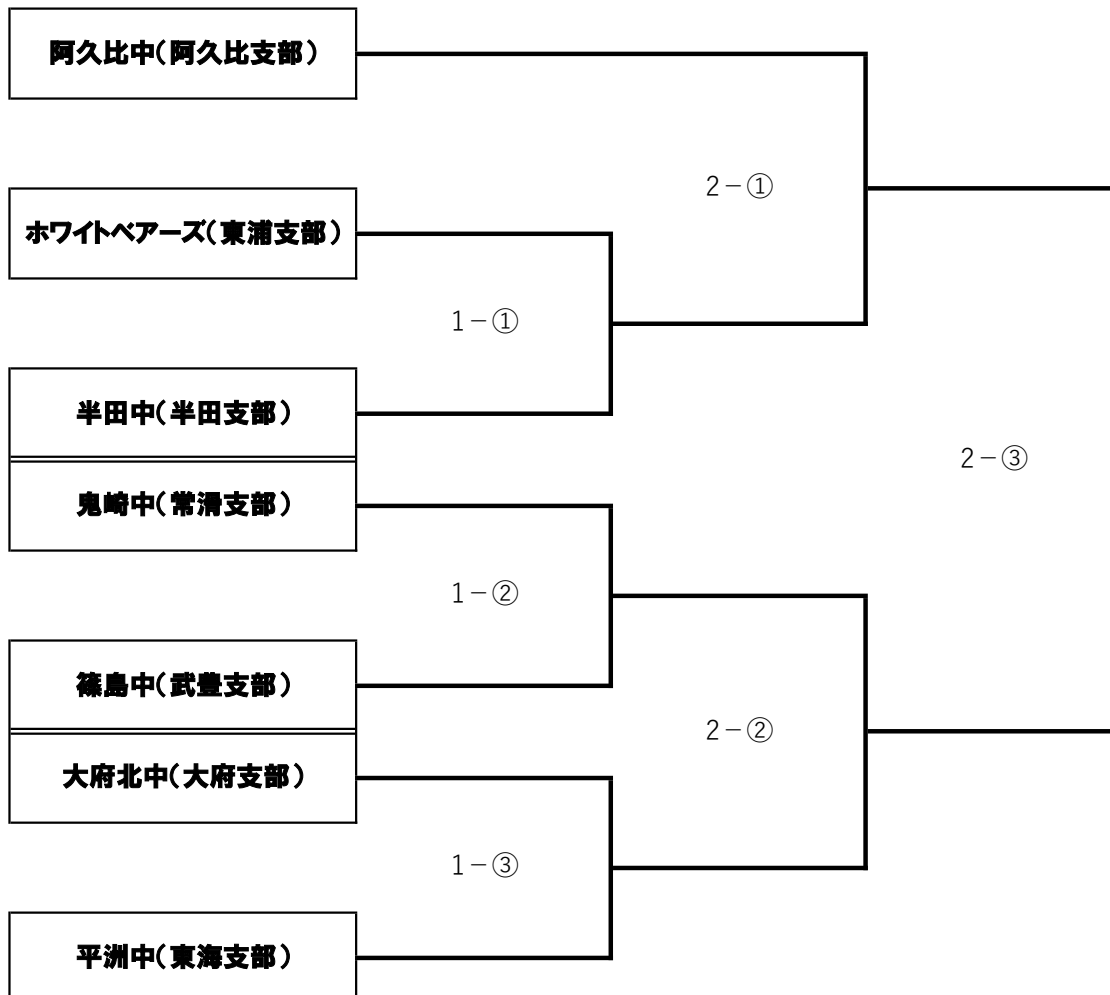 阿久比中(阿久比支部)
2-①
ホワイトベアーズ(東浦支部)
1-①
半田中(半田支部)
2-③
鬼崎中(常滑支部)
1-②
篠島中(武豊支部)
2-②
大府北中(大府支部)
1-③
平洲中(東海支部)